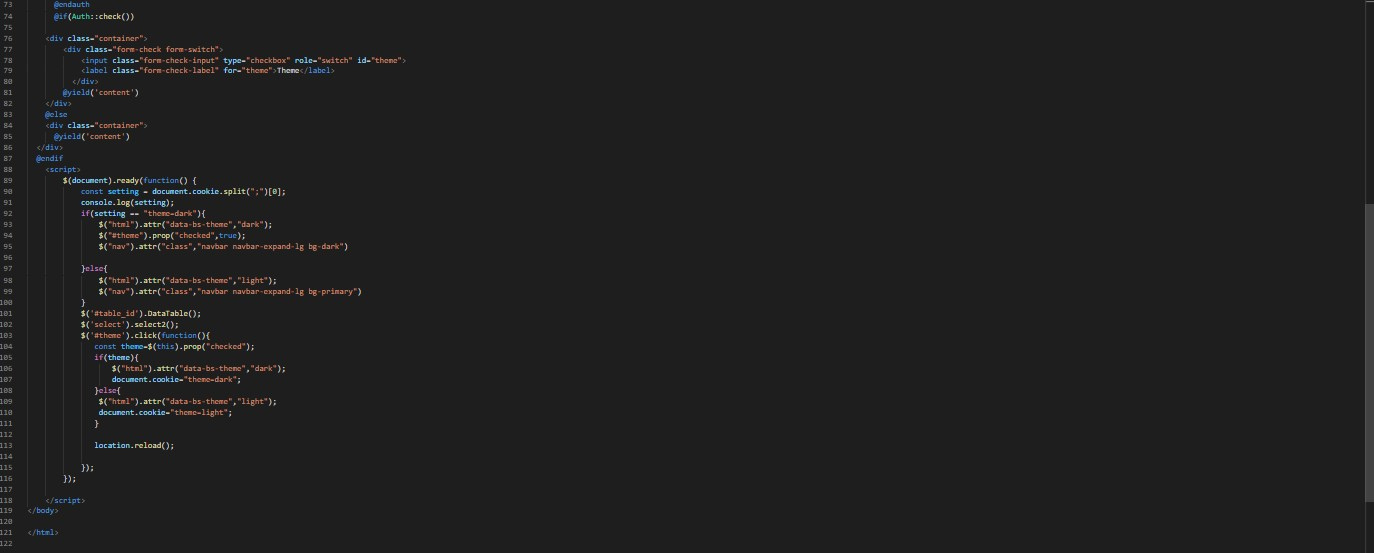 73 @endauth
74 @if(Auth::check())
75
76 <div class="container">
77 <div class="form-check form-switch">
78 <input class="form-check-input" type="checkbox" role="switch" id="theme">
79 <label class="form-check-label" for="theme">Theme</label>
80 </div>
81 @yield('content')
82 </div>
83 @else
84 <div class="container">
85 @yield('content')
86 </div>
87 @endif
88 <script>
89 $(document).ready(function() {
90 const setting = document.cookie.split(";")[0];
91 console.log(setting);
92 if(setting == "theme=dark"){
93 $("html").attr("data-bs-theme","dark");
94 $("#theme").prop("checked",true);
95 $("nav").attr("class","navbar navbar-expand-lg bg-dark")
96
97 }else{
98 $("html").attr("data-bs-theme","light");
99 $("nav").attr("class","navbar navbar-expand-lg bg-primary")
100 }
101 $('#table_id').DataTable();
102 $('select').select2();
103 $('#theme').click(function(){
104 const theme=$(this).prop("checked");
105 if(theme){
106 $("html").attr("data-bs-theme","dark");
107 document.cookie="theme=dark";
108 }else{
109 $("html").attr("data-bs-theme","light");
110 document.cookie="theme=light";
111 }
112
113 location.reload();
114
115 });
116 });
117
118 </script>
119 </body>
120
121 </html>
122